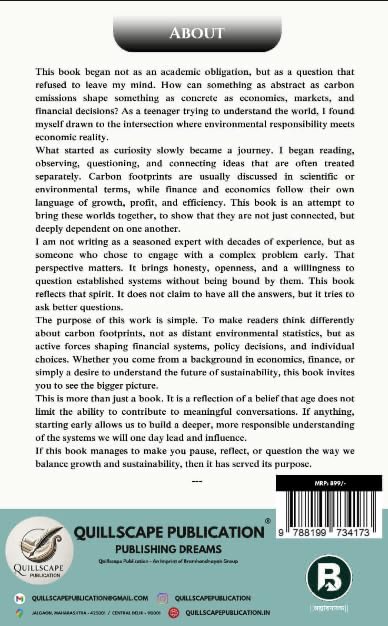 ABOUT
This book began not as an academic obligation, but as a question that
refused to leave my mind. How can something as abstract as carbon
emissions shape something as concrete as economics, markets, and
financial decisions? As a teenager trying to understand the world, I found
myself drawn to the intersection where environmental responsibility meets
economic reality.
What started as curiosity slowly became a journey. I began reading,
observing, questioning, and connecting ideas that are often treated
separately. Carbon footprints are usually discussed in scientific or
environmental terms, while finance and economics follow their own
language of growth, profit, and efficiency. This book is an attempt to
bring these worlds together, to show that they are not just connected, but
deeply dependent on one another.
I am not writing as a seasoned expert with decades of experience, but as
someone who chose to engage with a complex problem early. That
perspective matters. It brings honesty, openness, and a willingness to
question established systems without being bound by them. This book
reflects that spirit. It does not claim to have all the answers, but it tries to
ask better questions.
The purpose of this work is simple. To make readers think differently
about carbon footprints, not as distant environmental statistics, but as
active forces shaping financial systems, policy decisions, and individual
choices. Whether you come from a background in economics, finance, or
simply a desire to understand the future of sustainability, this book invites
you to see the bigger picture.
This is more than just a book. It is a reflection of a belief that age does not
limit the ability to contribute to meaningful conversations. If anything,
starting early allows us to build a deeper, more responsible understanding
of the systems we will one day lead and influence.
If this book manages to make you pause, reflect, or question the way we
balance growth and sustainability, then it has served its purpose.
---
MRP: 899/-
9 788199 734173
QUILLSCAPE PUBLICATION®
PUBLISHING DREAMS
Quillscape Publication - An Imprint of Bramhandnayak Group
QUILLSCAPE
PUBLICATION
QUILLSCAPEPUBLICATION@GMAIL.COM
QUILLSCAPEPUBLICATION
JALGAON, MAHARASHTRA - 425001 / CENTRAL DELHI - 110001
QUILLSCAPEPUBLICATION.IN